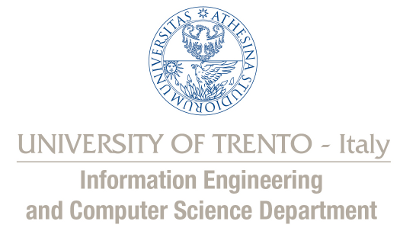 UNIVERSITAS ATHESINA STUDIORUM
UNIVERSITY OF TRENTO - Italy
Information Engineering
and Computer Science Department